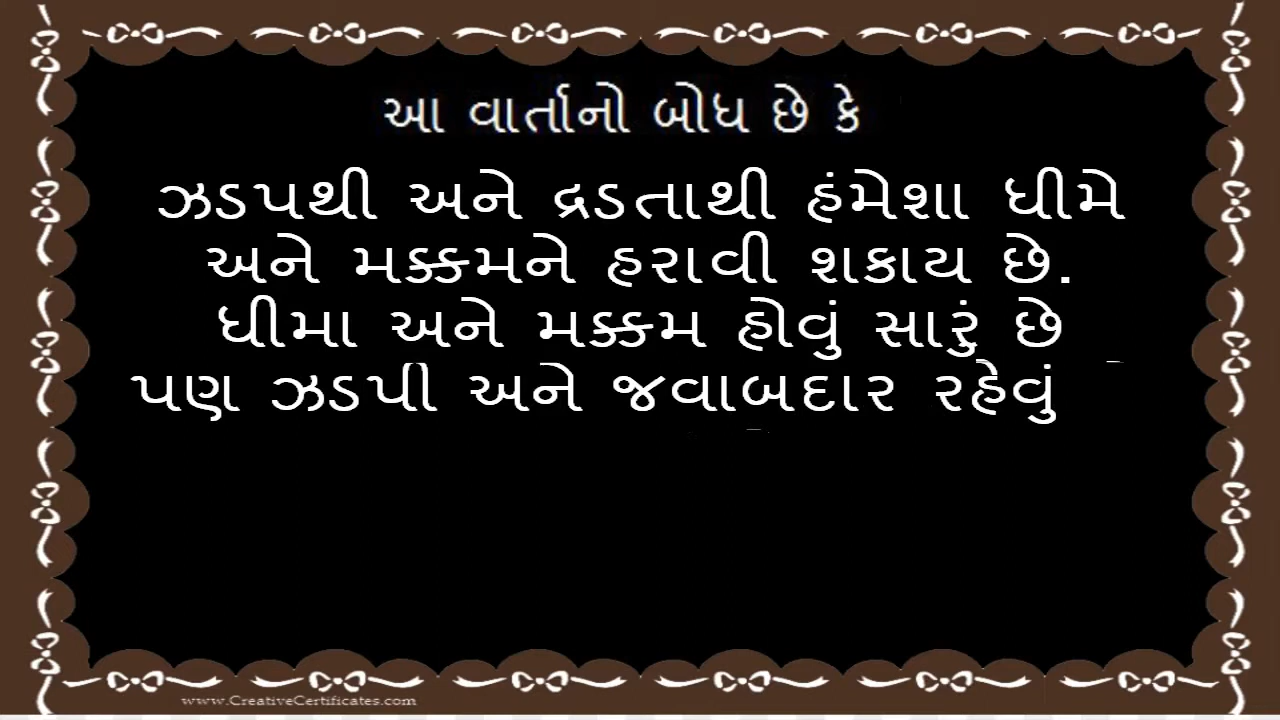 આ વાર્તાનો બોધ છે કે
ઝડપથી અને દ્રડતાથી હંમેશા ધીમે
અને મક્કમને હરાવી શકાય છે.
ધીમા અને મક્કમ હોવું સારું છે
પણ ઝડપી અને જવાબદાર રહેવું
www.CreativeCertificates.com